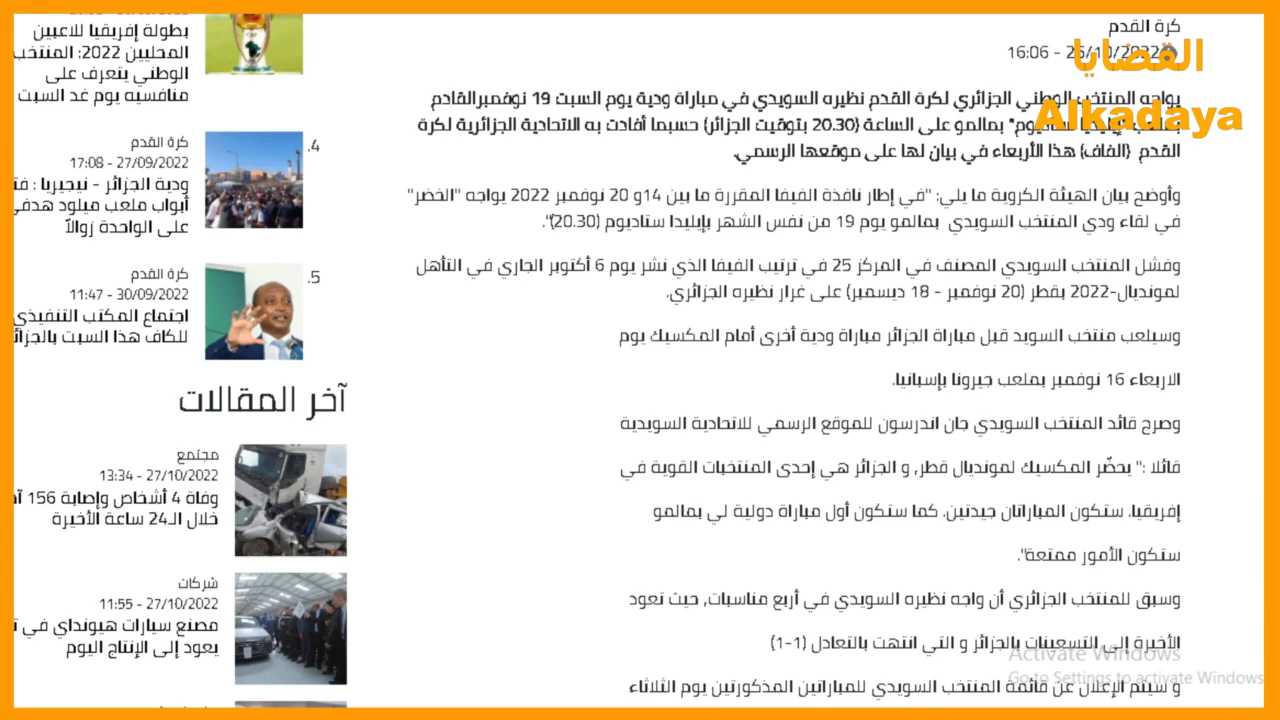 كرة القدم
26/10/2022 - 16:06
القضايا
Alkadaya
يواجه المنتخب الوطني الجزائري لكرة القدم نظيره السويدي في مباراة ودية يوم السبت 19 نوفمبرالقادم
بمالمو على الساعة (20.30 بتوقيت الجزائر) حسبما أفادت به الاتحادية الجزائرية لكرة
القدم (الفاف) هذا الأربعاء في بيان لها على موقعها الرسمي.
وأوضح بيان الهيئة الكروية ما يلي: "في إطار نافذة الفيفا المقررة ما بين 14و 20 نوفمبر 2022 يواجه "الخضر"
في لقاء ودي المنتخب السويدي بمالمو يوم 19 من نفس الشهر بإيليدا ستاديوم (20.30)".
وفشل المنتخب السويدي المصنف في المركز 25 في ترتيب الفيفا الذي نشر يوم 6 أكتوبر الجاري في التأهل
لمونديال-2022 بقطر (20 نوفمبر - 18 ديسمبر) على غرار نظيره الجزائري.
وسيلعب منتخب السويد قبل مباراة الجزائر مباراة ودية أخرى أمام المكسيك يوم
الاربعاء 16 نوفمبر بملعب جيرونا بإسبانيا.
وصرح قائد المنتخب السويدي جان اندرسون للموقع الرسمي للاتحادية السويدية
قائلا :" يحضّر المكسيك لمونديال قطر, و الجزائر هي إحدى المنتخبات القوية في
إفريقيا. ستكون المباراتان جيدتين. كما ستكون أول مباراة دولية لي بمالمو
ستكون الأمور ممتعة".
وسبق للمنتخب الجزائري أن واجه نظيره السويدي في أربع مناسبات, حيث تعود
الأخيرة إلى التسعينات بالجزائر و التي انتهت بالتعادل (1-1)
و سيتم الإعلان عن قائمة المنتخب السويدي للمباراتين المذكورتين يوم الثلاثاء
بطولة إفريقيا للاعبين
المحليين 2022: المنتخب
الوطني يتعرف على
منافسيه يوم غد السبت
4.
كرة القدم
27/09/2022 - 17:08
ودية الجزائر - نيجيريا :
أبواب ملعب ميلود هدفي
على الواحدة زوالاً
5.
كرة القدم
30/09/2022 - 11:47
اجتماع المكتب التنفيذي
للكاف هذا السبت
آخر المقالات
مجتمع
27/10/2022 - 13:34
وفاة 4 أشخاص وإصابة 156
خلال الـ24 ساعة الأخيرة
شركات
27/10/2022 - 11:55
مصنع سيارات هيونداي في
يعود إلى الإنتاج اليوم
Activate Windows
Go to Settings to activate Windows